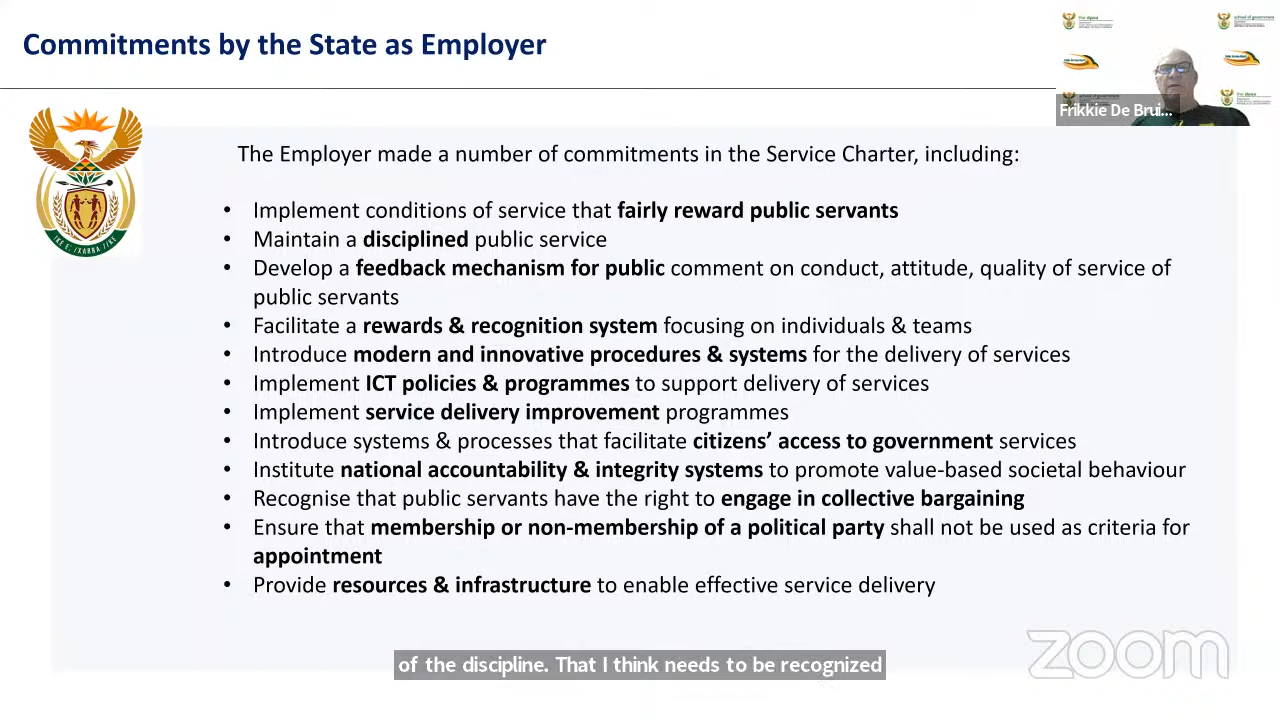 Commitments by the State as Employer
the dpsa
Frikkie De Brui...
The Employer made a number of commitments in the Service Charter, including:
• Implement conditions of service that fairly reward public servants
• Maintain a disciplined public service
• Develop a feedback mechanism for public comment on conduct, attitude, quality of service of
public servants
• Facilitate a rewards & recognition system focusing on individuals & teams
• Introduce modern and innovative procedures & systems for the delivery of services
• Implement ICT policies & programmes to support delivery of services
• Implement service delivery improvement programmes
• Introduce systems & processes that facilitate citizens’ access to government services
• Institute national accountability & integrity systems to promote value-based societal behaviour
• Recognise that public servants have the right to engage in collective bargaining
• Ensure that membership or non-membership of a political party shall not be used as criteria for
appointment
• Provide resources & infrastructure to enable effective service delivery
zoom
of the discipline. That I think needs to be recognized